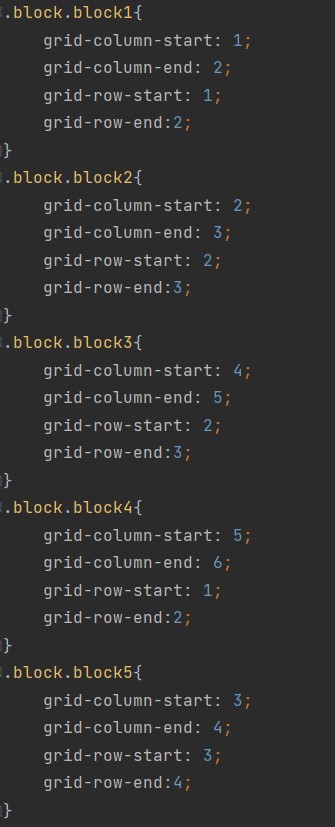 .block.block1{
    grid-column-start: 1;
    grid-column-end: 2;
    grid-row-start: 1;
    grid-row-end:2;
}
.block.block2{
    grid-column-start: 2;
    grid-column-end: 3;
    grid-row-start: 2;
    grid-row-end:3;
}
.block.block3{
    grid-column-start: 4;
    grid-column-end: 5;
    grid-row-start: 2;
    grid-row-end:3;
}
.block.block4{
    grid-column-start: 5;
    grid-column-end: 6;
    grid-row-start: 1;
    grid-row-end:2;
}
.block.block5{
    grid-column-start: 3;
    grid-column-end: 4;
    grid-row-start: 3;
    grid-row-end:4;
}